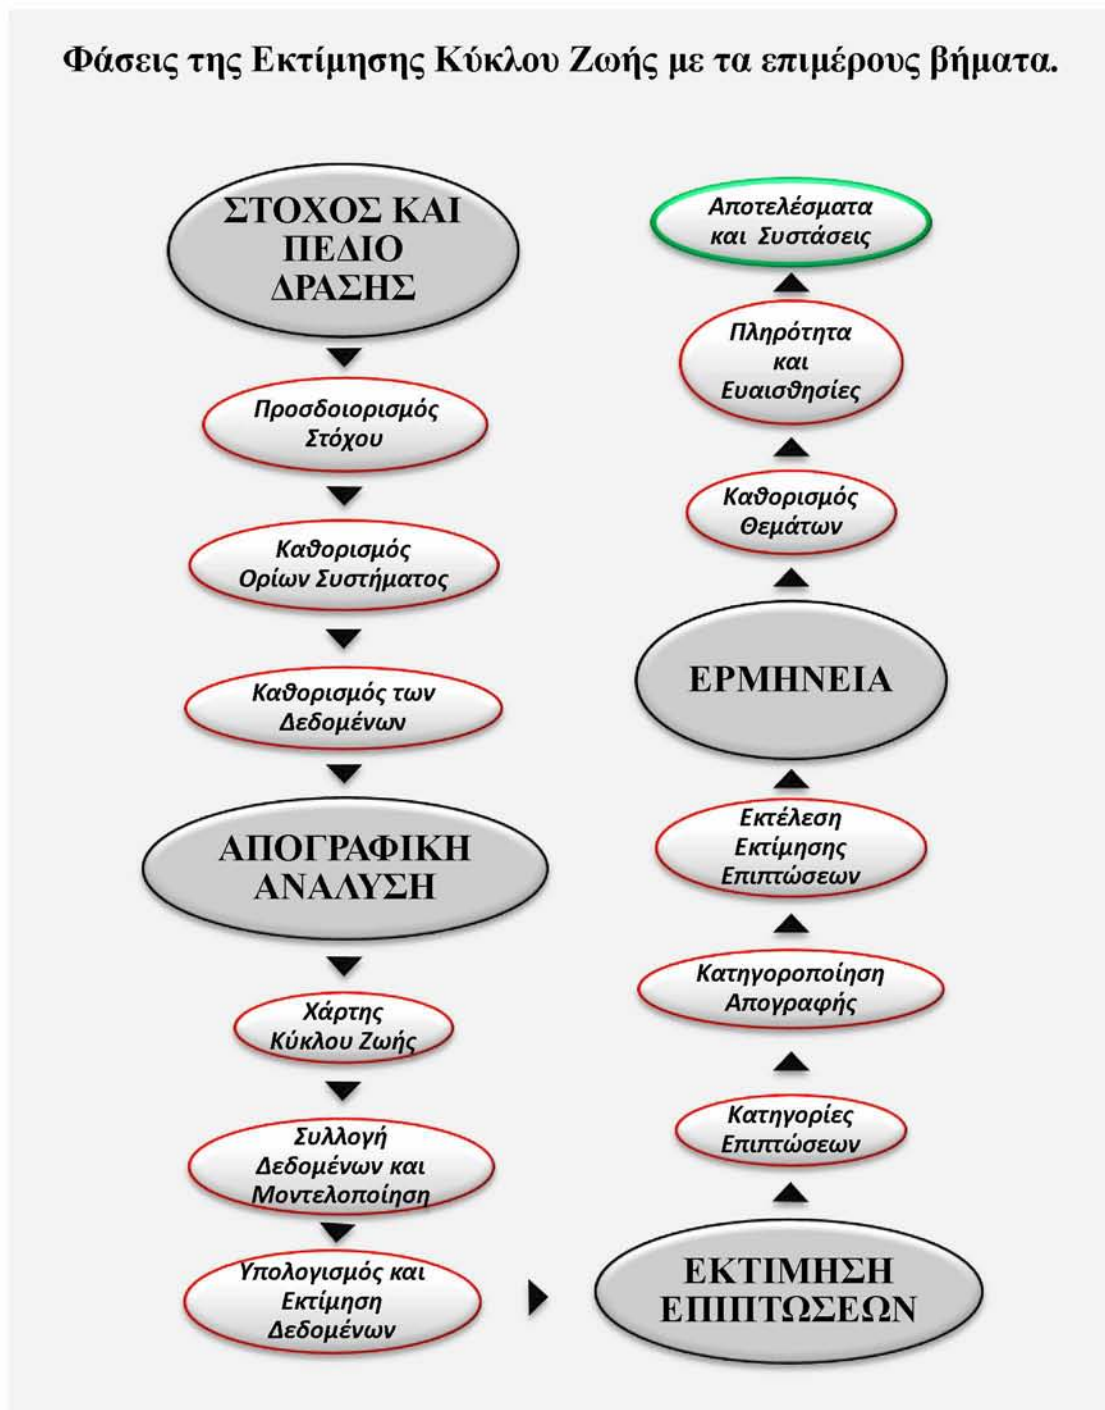 Φάσεις της Εκτίμησης Κύκλου Ζωής με τα επιμέρους βήματα.
ΣΤΟΧΟΣ ΚΑΙ
ΠΕΔΙΟ
ΔΡΑΣΗΣ
Προσδοιορισμός
Στόχου
Καθορισμός
Ορίων Συστήματος
Καθορισμός των
Δεδομένων
ΑΠΟΓΡΑΦΙΚΗ
ΑΝΑΛΥΣΗ
Χάρτης
Κύκλου Ζωής
Συλλογή
Δεδομένων και
Μοντελοποίηση
Υπολογισμός και
Εκτίμηση
Δεδομένων
ΕΚΤΙΜΗΣΗ
ΕΠΙΠΤΩΣΕΩΝ
Κατηγορίες
Επιπτώσεων
Κατηγοροποίηση
Απογραφής
Εκτέλεση
Εκτίμησης
Επιπτώσεων
ΕΡΜΗΝΕΙΑ
Καθορισμός
Θεμάτων
Πληρότητα
και
Ευαισθησίες
Αποτελέσματα
και Συστάσεις